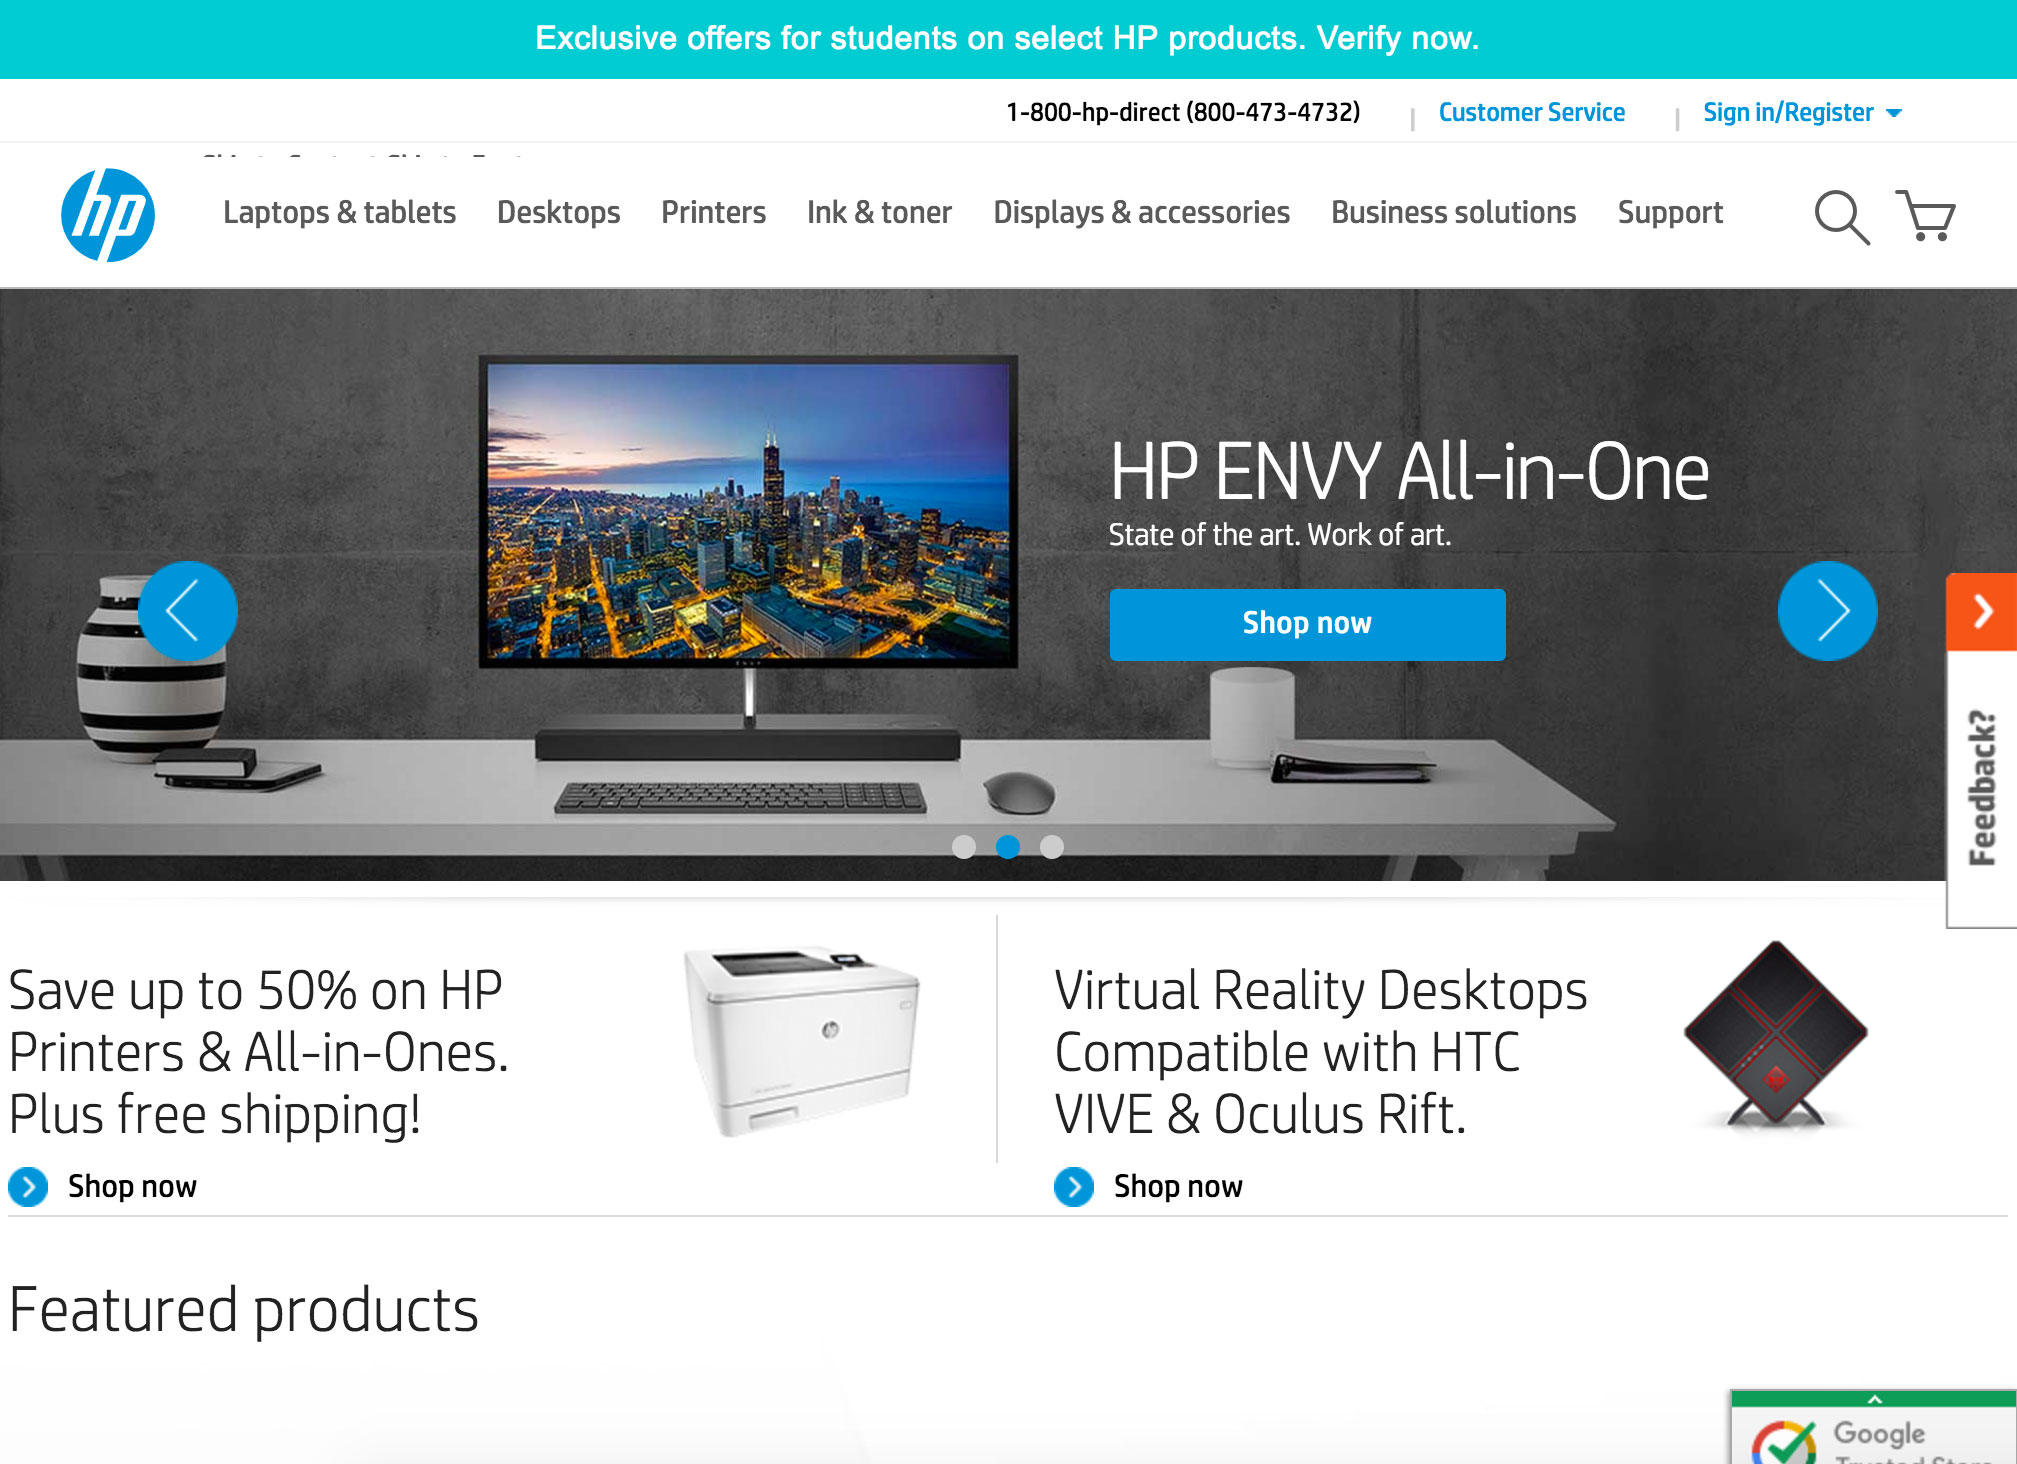 Exclusive offers for students on select HP products. Verify now.
1-800-hp-direct (800-473-4732) | Customer Service | Sign in/Register
hp
Laptops & tablets Desktops Printers Ink & toner Displays & accessories Business solutions Support
HP ENVY All-in-One
State of the art. Work of art.
Shop now
ENVY
Feedback?
Save up to 50% on HP
Printers & All-in-Ones.
Plus free shipping!
Shop now
Virtual Reality Desktops
Compatible with HTC
VIVE & Oculus Rift.
Shop now
Featured products
Google
Trusted Store